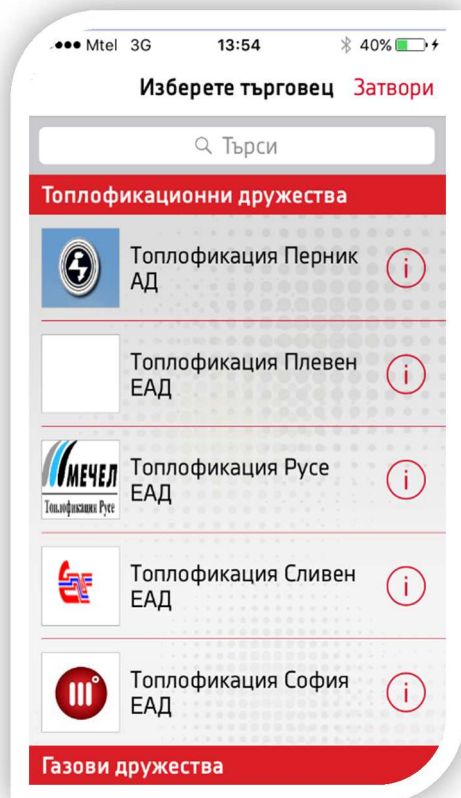 Mtel 3G 13:54 40%
Изберете търговец Затвори
Търси
Топлофикационни дружества
Топлофикация Перник
АД
i
Топлофикация Плевен
ЕАД
i
МЕЧЕЛ
Топлофикация Русе
Топлофикация Русе
ЕАД
i
Топлофикация Сливен
ЕАД
i
Топлофикация София
ЕАД
i
Газови дружества